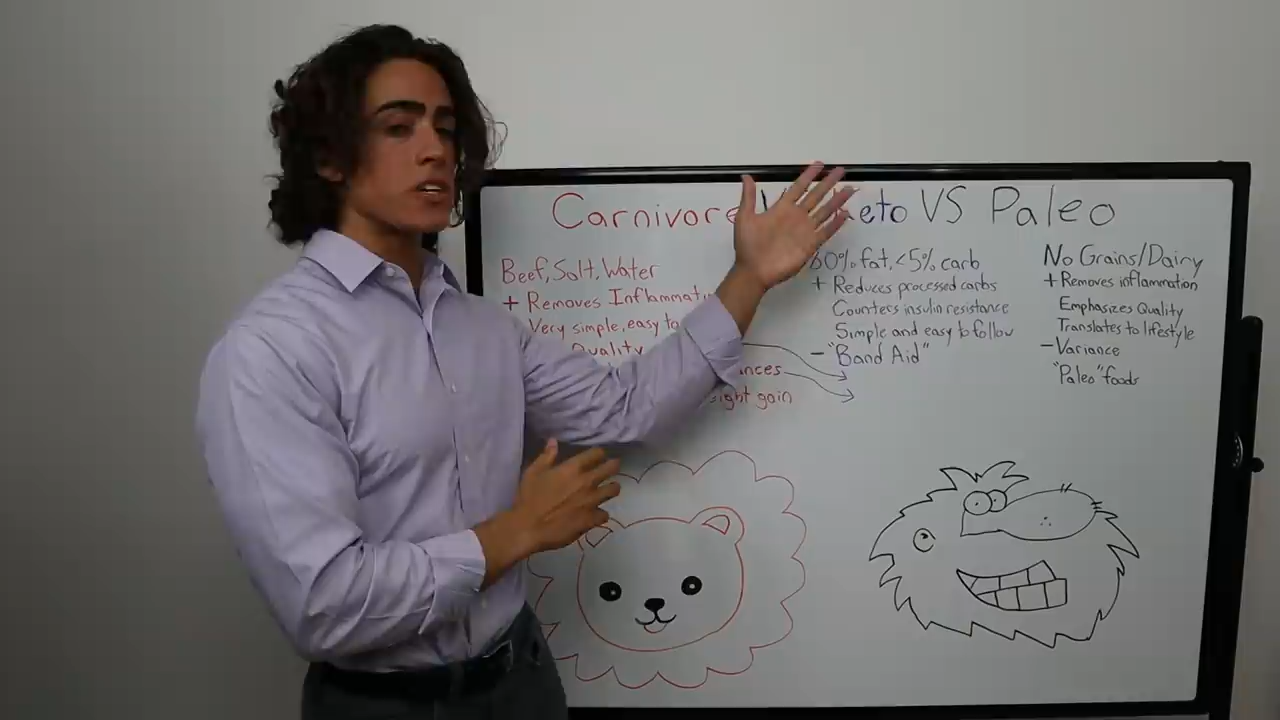 Carnivore Keto VS Paleo
Beef, Salt, Water
+ Removes Inflammati
Very simple, easy to
Quality
nces
ight gain
60% fat, <5% carb
+ Reduces processed carbs
Counters insulin resistance
Simple and easy to follow
- "Band Aid"
No Grains/Dairy
+ Removes inflammation
Emphasizes Quality
Translates to lifestyle
- Variance
"Paleo" foods